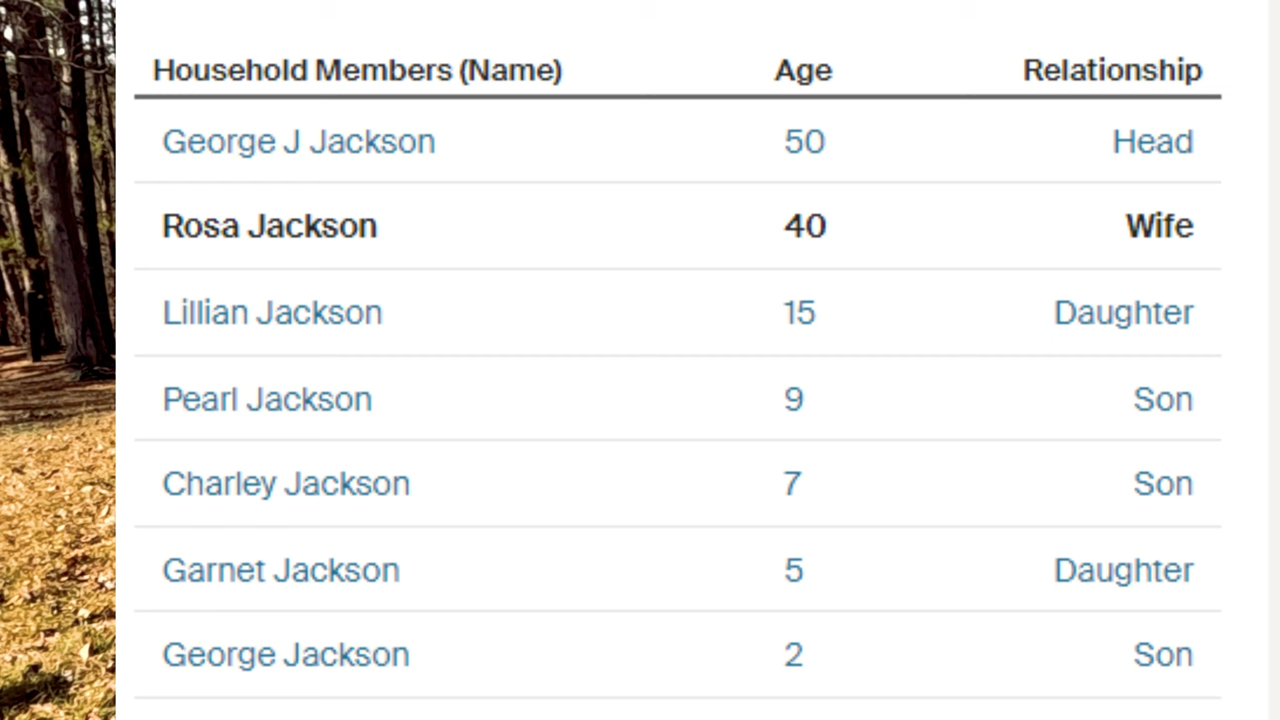 Household Members (Name) Age Relationship
George J Jackson 50 Head
Rosa Jackson 40 Wife
Lillian Jackson 15 Daughter
Pearl Jackson 9 Son
Charley Jackson 7 Son
Garnet Jackson 5 Daughter
George Jackson 2 Son